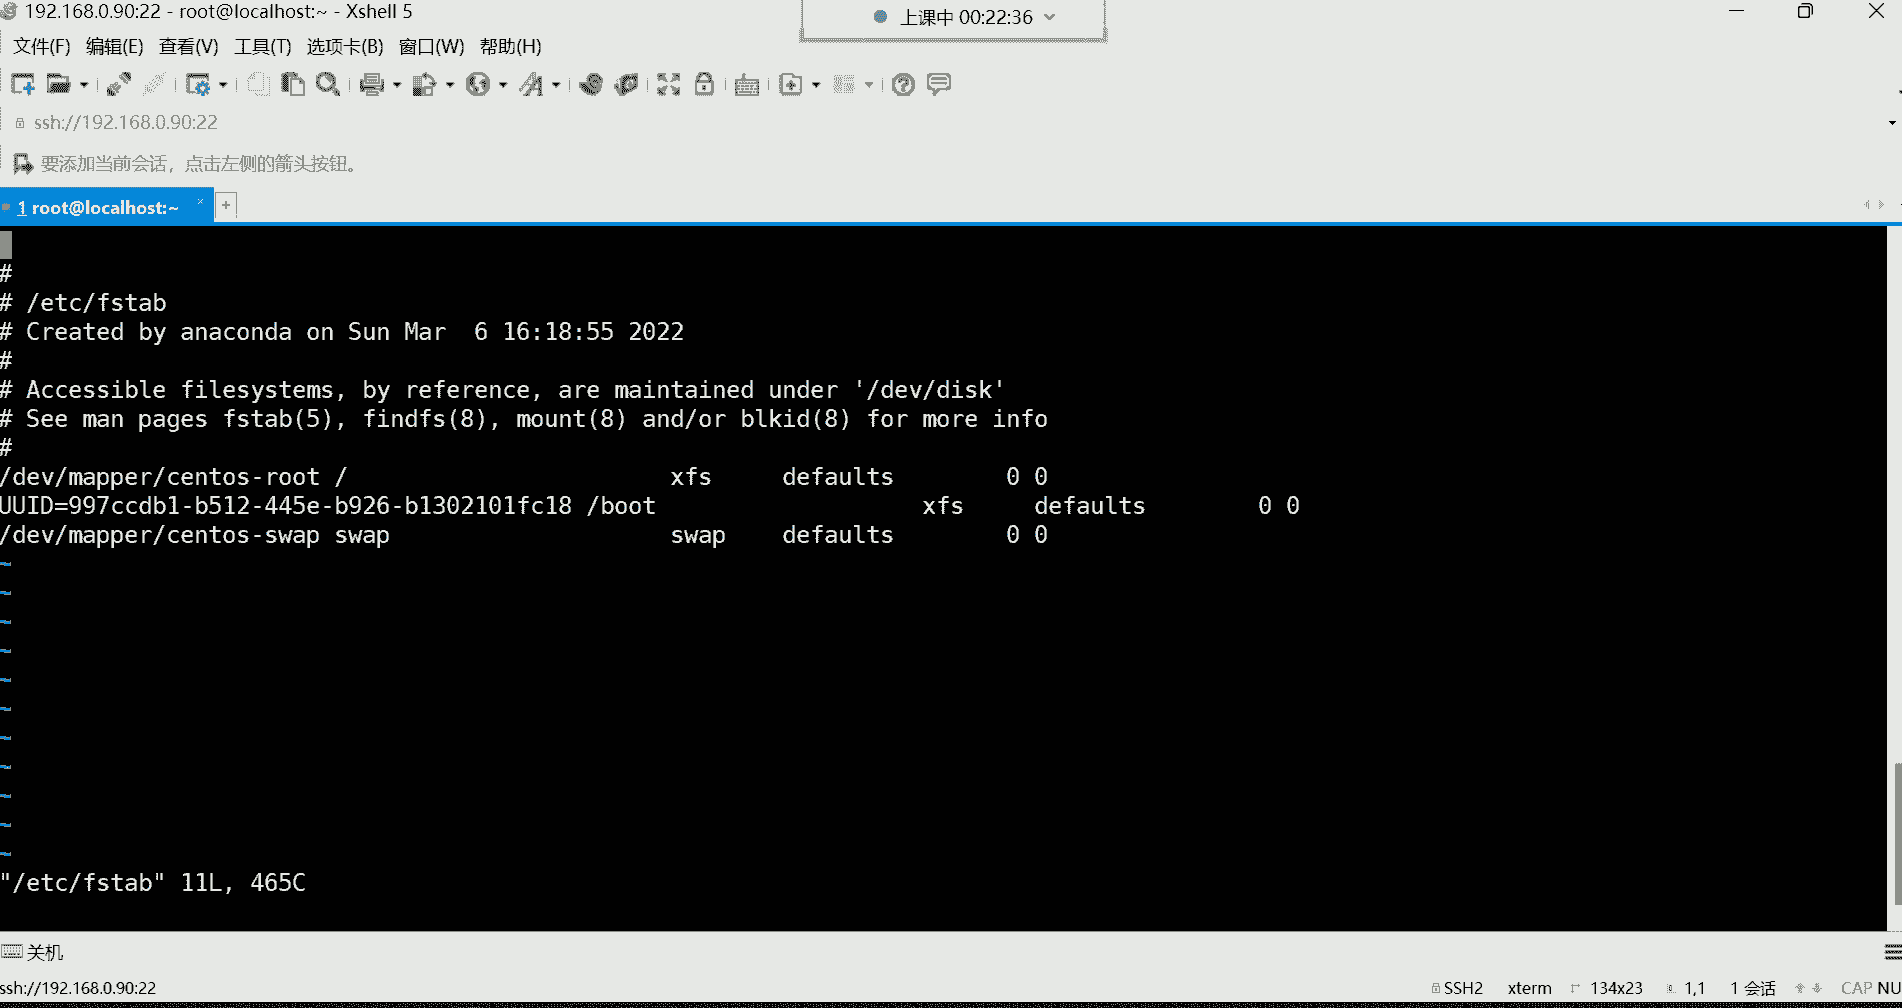 192.168.0.90:22 - root@localhost:~ - Xshell 5
上课中 00:22:36
文件(F) 编辑(E) 查看(V) 工具(T) 选项卡(B) 窗口(W) 帮助(H)
ssh://192.168.0.90:22
要添加当前会话，点击左侧的箭头按钮。
1 root@localhost:~ × +
#
# /etc/fstab
# Created by anaconda on Sun Mar  6 16:18:55 2022
#
# Accessible filesystems, by reference, are maintained under '/dev/disk'
# See man pages fstab(5), findfs(8), mount(8) and/or blkid(8) for more info
#
/dev/mapper/centos-root / xfs defaults 0 0
UUID=997ccdb1-b512-445e-b926-b1302101fc18 /boot xfs defaults 0 0
/dev/mapper/centos-swap swap swap defaults 0 0
~
~
~
~
~
~
~
~
~
~
~
"/etc/fstab" 11L, 465C
关机
ssh://192.168.0.90:22 SSH2 xterm 134x23 1,1 1 会话 CAP NU